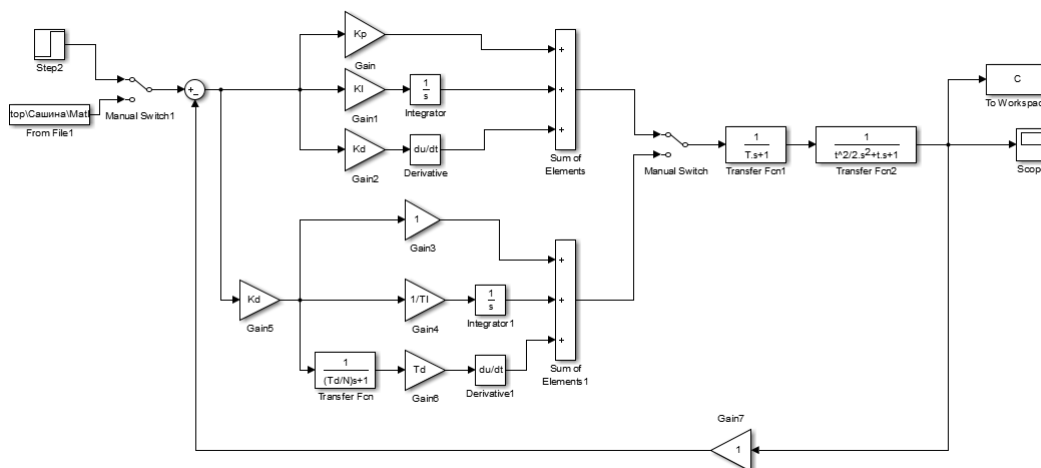 Step2
top\Сашина\Matl
From File1
Manual Switch1
+
−
Kp
Gain
KI
Gain1
1
s
Integrator
Kd
Gain2
du/dt
Derivative
+
+
+
Sum of
Elements
Manual Switch
1
T.s+1
Transfer Fcn1
1
t^2/2.s²+t.s+1
Transfer Fcn2
C
To Workspac
Scop
Kd
Gain5
1
Gain3
1/TI
Gain4
1
s
Integrator1
1
(Td/N)s+1
Transfer Fcn
Td
Gain6
du/dt
Derivative1
+
+
+
Sum of
Elements1
Gain7
1